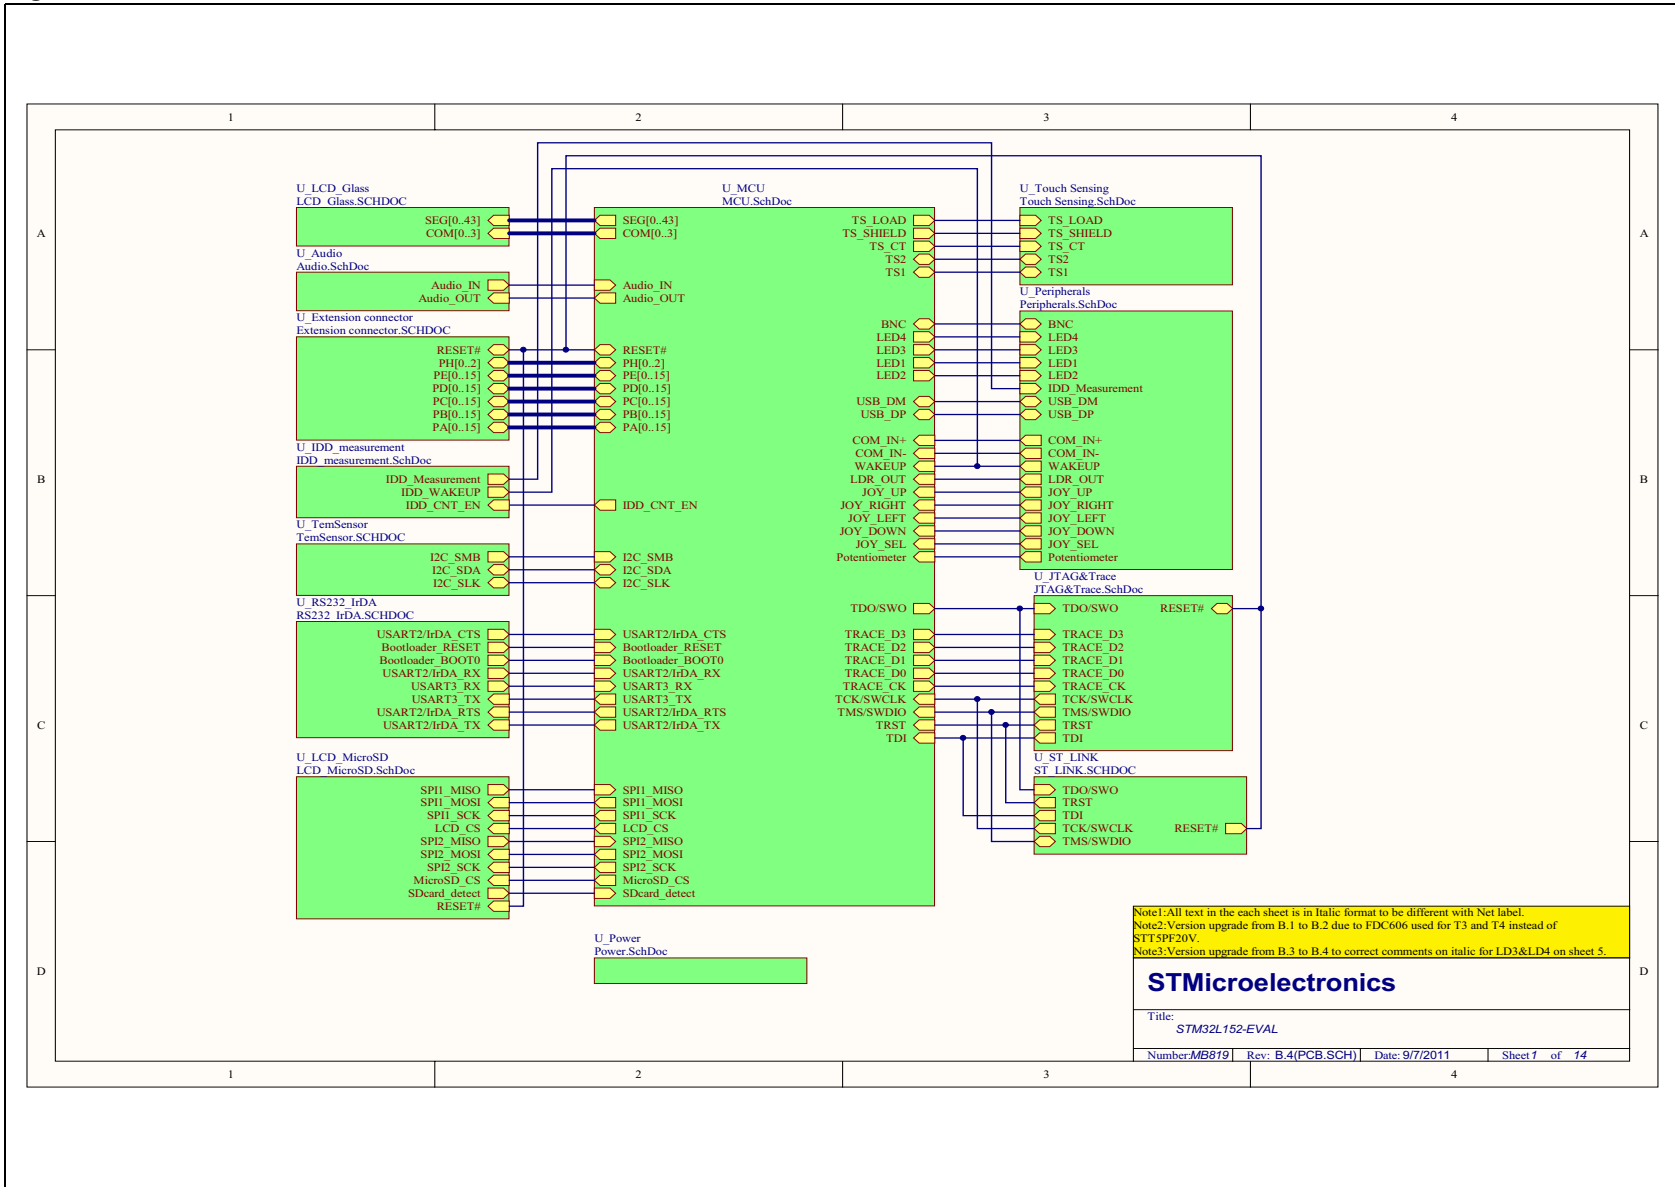 1
2
3
4
A
A
B
B
C
C
D
D
U_LCD_Glass
LCD_Glass.SCHDOC
SEG[0..43]
COM[0..3]
U_Audio
Audio.SchDoc
Audio_IN
Audio_OUT
U_Extension connector
Extension connector.SCHDOC
RESET#
PH[0..2]
PE[0..15]
PD[0..15]
PC[0..15]
PB[0..15]
PA[0..15]
U_IDD_measurement
IDD_measurement.SchDoc
IDD_Measurement
IDD_WAKEUP
IDD_CNT_EN
U_TemSensor
TemSensor.SCHDOC
I2C_SMB
I2C_SDA
I2C_SLK
U_RS232_IrDA
RS232_IrDA.SCHDOC
USART2/IrDA_CTS
Bootloader_RESET
Bootloader_BOOT0
USART2/IrDA_RX
USART3_RX
USART3_TX
USART2/IrDA_RTS
USART2/IrDA_TX
U_LCD_MicroSD
LCD_MicroSD.SchDoc
SPI1_MISO
SPI1_MOSI
SPI1_SCK
LCD_CS
SPI2_MISO
SPI2_MOSI
SPI2_SCK
MicroSD_CS
SDcard_detect
RESET#
U_MCU
MCU.SchDoc
SEG[0..43]
COM[0..3]
Audio_IN
Audio_OUT
RESET#
PH[0..2]
PE[0..15]
PD[0..15]
PC[0..15]
PB[0..15]
PA[0..15]
IDD_CNT_EN
I2C_SMB
I2C_SDA
I2C_SLK
USART2/IrDA_CTS
Bootloader_RESET
Bootloader_BOOT0
USART2/IrDA_RX
USART3_RX
USART3_TX
USART2/IrDA_RTS
USART2/IrDA_TX
SPI1_MISO
SPI1_MOSI
SPI1_SCK
LCD_CS
SPI2_MISO
SPI2_MOSI
SPI2_SCK
MicroSD_CS
SDcard_detect
TS_LOAD
TS_SHIELD
TS_CT
TS2
TS1
BNC
LED4
LED3
LED1
LED2
USB_DM
USB_DP
COM_IN+
COM_IN-
WAKEUP
LDR_OUT
JOY_UP
JOY_RIGHT
JOY_LEFT
JOY_DOWN
JOY_SEL
Potentiometer
TDO/SWO
TRACE_D3
TRACE_D2
TRACE_D1
TRACE_D0
TRACE_CK
TCK/SWCLK
TMS/SWDIO
TRST
TDI
U_Power
Power.SchDoc
U_Touch Sensing
Touch Sensing.SchDoc
TS_LOAD
TS_SHIELD
TS_CT
TS2
TS1
U_Peripherals
Peripherals.SchDoc
BNC
LED4
LED3
LED1
LED2
IDD_Measurement
USB_DM
USB_DP
COM_IN+
COM_IN-
WAKEUP
LDR_OUT
JOY_UP
JOY_RIGHT
JOY_LEFT
JOY_DOWN
JOY_SEL
Potentiometer
U_JTAG&Trace
JTAG&Trace.SchDoc
TDO/SWO RESET#
TRACE_D3
TRACE_D2
TRACE_D1
TRACE_D0
TRACE_CK
TCK/SWCLK
TMS/SWDIO
TRST
TDI
U_ST_LINK
ST_LINK.SCHDOC
TDO/SWO
TRST
TDI
TCK/SWCLK RESET#
TMS/SWDIO
Note1:All text in the each sheet is in Italic format to be different with Net label.
Note2:Version upgrade from B.1 to B.2 due to FDC606 used for T3 and T4 instead of
STT5PF20V.
Note3:Version upgrade from B.3 to B.4 to correct comments on italic for LD3&LD4 on sheet 5.
STMicroelectronics
Title:
STM32L152-EVAL
Number:MB819 Rev: B.4(PCB.SCH) Date: 9/7/2011 Sheet 1 of 14
1
2
3
4